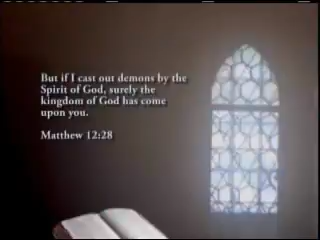 But if I cast out demons by the
Spirit of God, surely the
kingdom of God has come
upon you.
Matthew 12:28